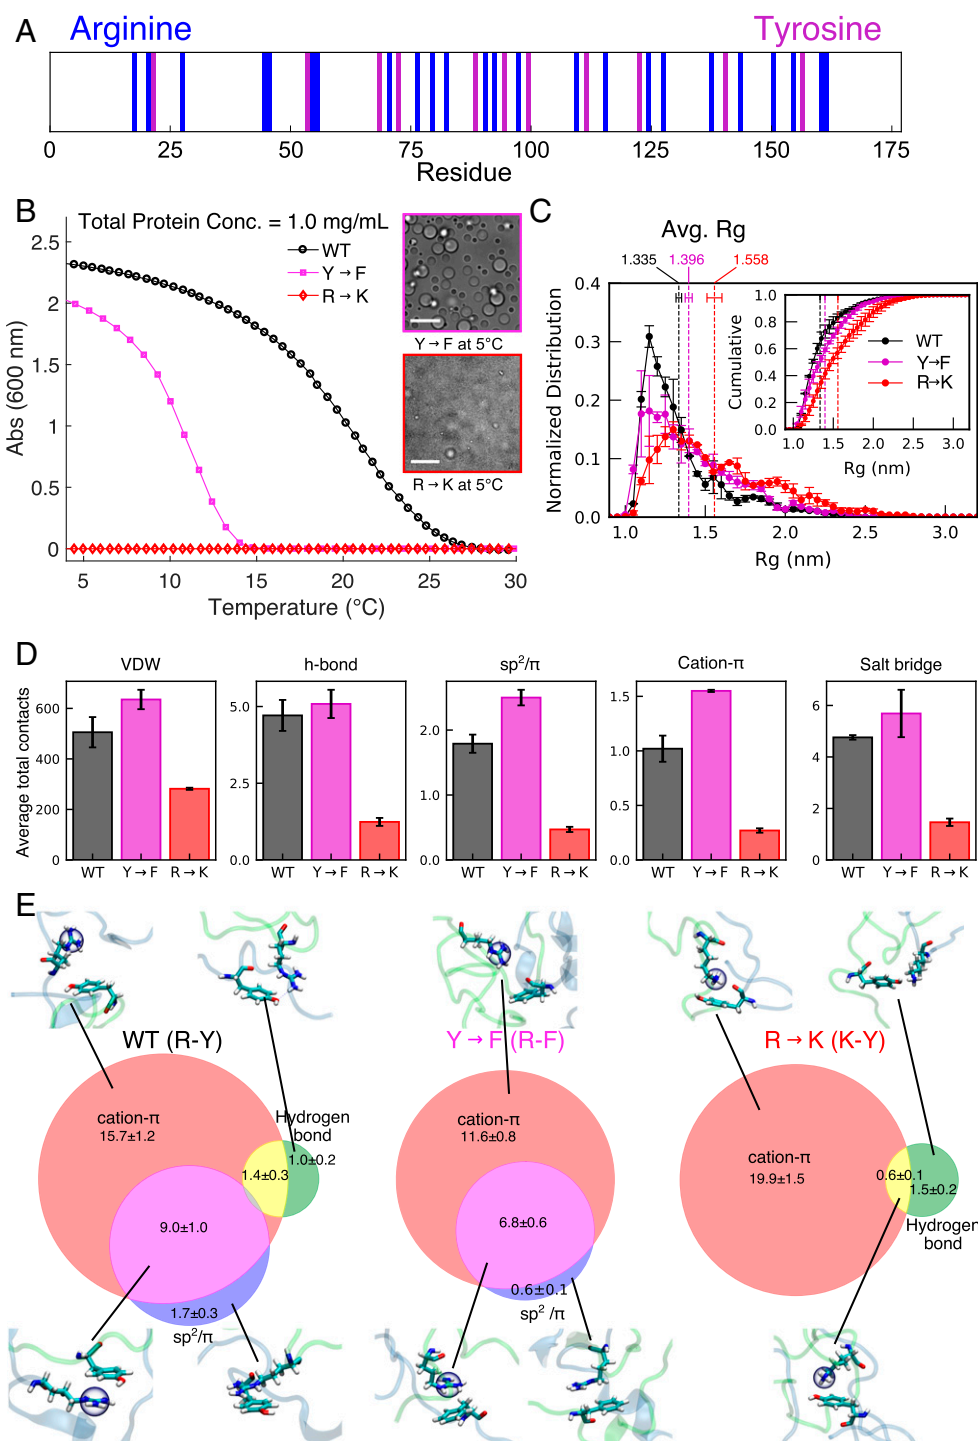 A
Arginine
Tyrosine
0 25 50 75 100 125 150 175
Residue
B
Total Protein Conc. = 1.0 mg/mL
WT
Y → F
R → K
2.5
2
1.5
1
0.5
0
Abs (600 nm)
5 10 15 20 25 30
Temperature (°C)
Y → F at 5°C
R → K at 5°C
C
Avg. Rg
1.335 1.396 1.558
0.4
0.3
0.2
0.1
0.0
Normalized Distribution
1.0 1.5 2.0 2.5 3.0
Rg (nm)
1.0
0.8
0.6
0.4
0.2
0.0
Cumulative
WT
Y→F
R→K
1.0 1.5 2.0 2.6 3.2
Rg (nm)
D
Average total contacts
VDW
600
400
200
0
WT Y → F R → K
h-bond
5.0
2.5
0.0
WT Y → F R → K
sp²/π
2.0
1.0
0.0
WT Y → F R → K
Cation-π
1.5
1.0
0.5
0.0
WT Y → F R → K
Salt bridge
6
4
2
0
WT Y → F R → K
E
WT (R-Y)
cation-π
15.7±1.2
Hydrogen
bond
1.0±0.2
1.4±0.3
9.0±1.0
1.7±0.3
sp²/π
Y → F (R-F)
cation-π
11.6±0.8
6.8±0.6
0.6±0.1
sp² /π
R → K (K-Y)
cation-π
19.9±1.5
0.6±0.1
1.5±0.2
Hydrogen
bond